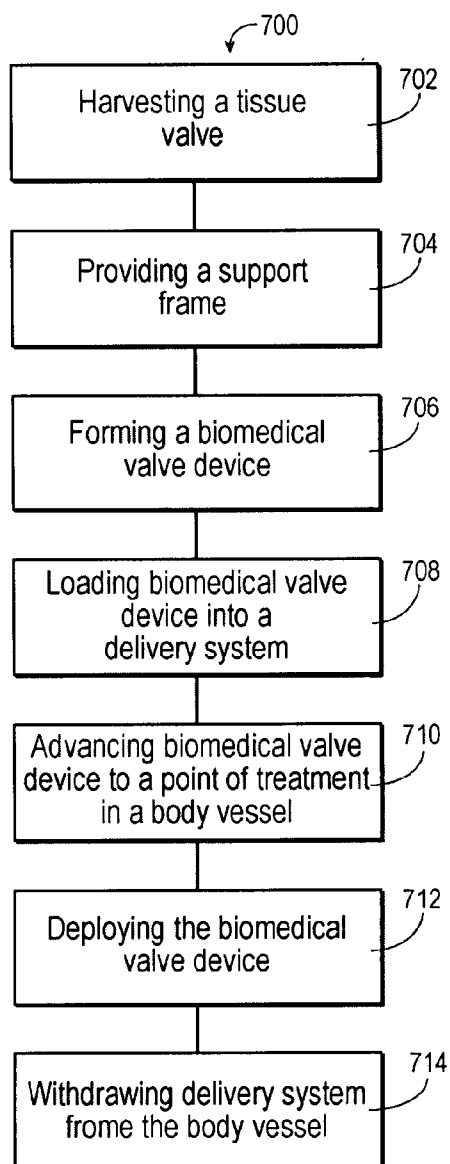 700
Harvesting a tissue
valve
702
Providing a support
frame
704
Forming a biomedical
valve device
706
Loading biomedical valve
device into a
delivery system
708
Advancing biomedical valve
device to a point of treatment
in a body vessel
710
Deploying the biomedical
valve device
712
Withdrawing delivery system
frome the body vessel
714